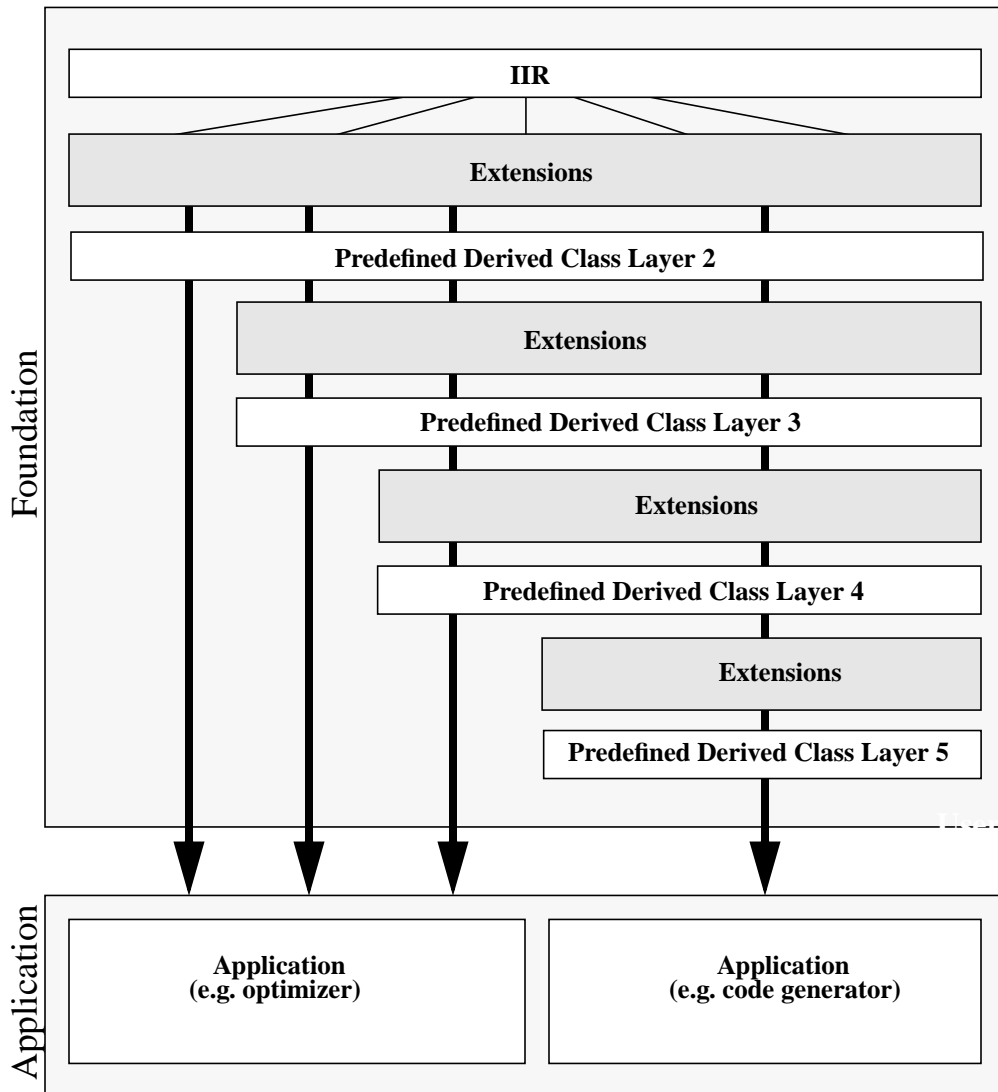 IIR
Extensions
Predefined Derived Class Layer 2
Extensions
Predefined Derived Class Layer 3
Extensions
Predefined Derived Class Layer 4
Extensions
Predefined Derived Class Layer 5
Foundation
User
Application
(e.g. optimizer)
Application
(e.g. code generator)
Application